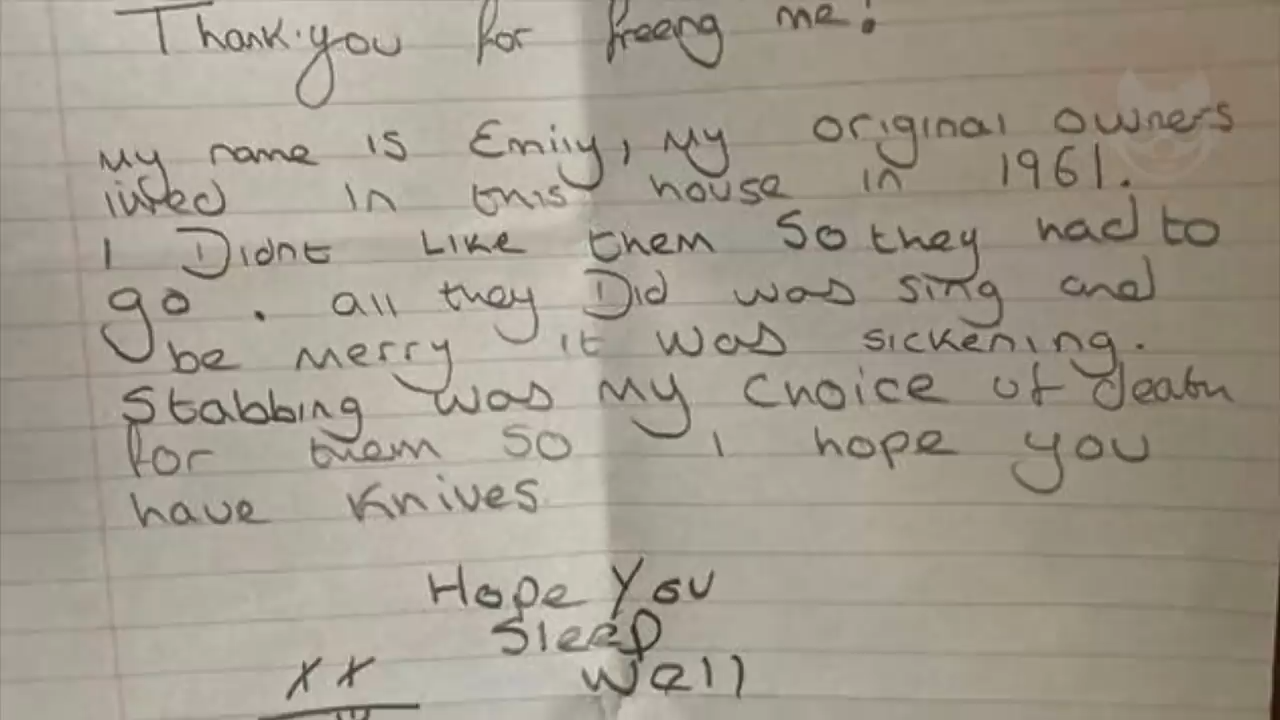 Thank.you for freeng me!
My name is Emily, My original owners
lived in this house in 1961.
I Didnt Like them So they had to
go. all they Did was sing and
be merry it was sickening.
Stabbing was My Choice of death
for them so I hope you
have Knives
Hope You
Sleep
Well
xx